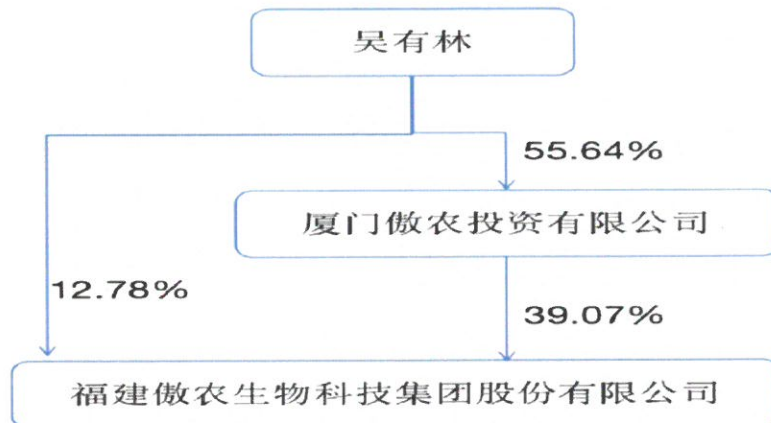 吴有林
55.64%
厦门傲农投资有限公司
12.78%
39.07%
福建傲农生物科技集团股份有限公司